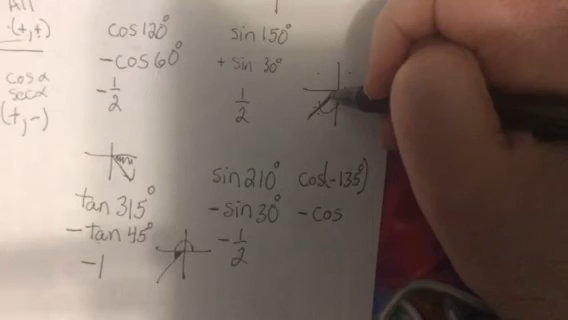 All
(+,+)
cos α
sec α
(+,-)
cos 120°
-cos 60°
-1/2
sin 150°
+ sin 30°
1/2
tan 315°
-tan 45°
-1
sin 210°
-sin 30°
-1/2
cos(-135°)
-cos